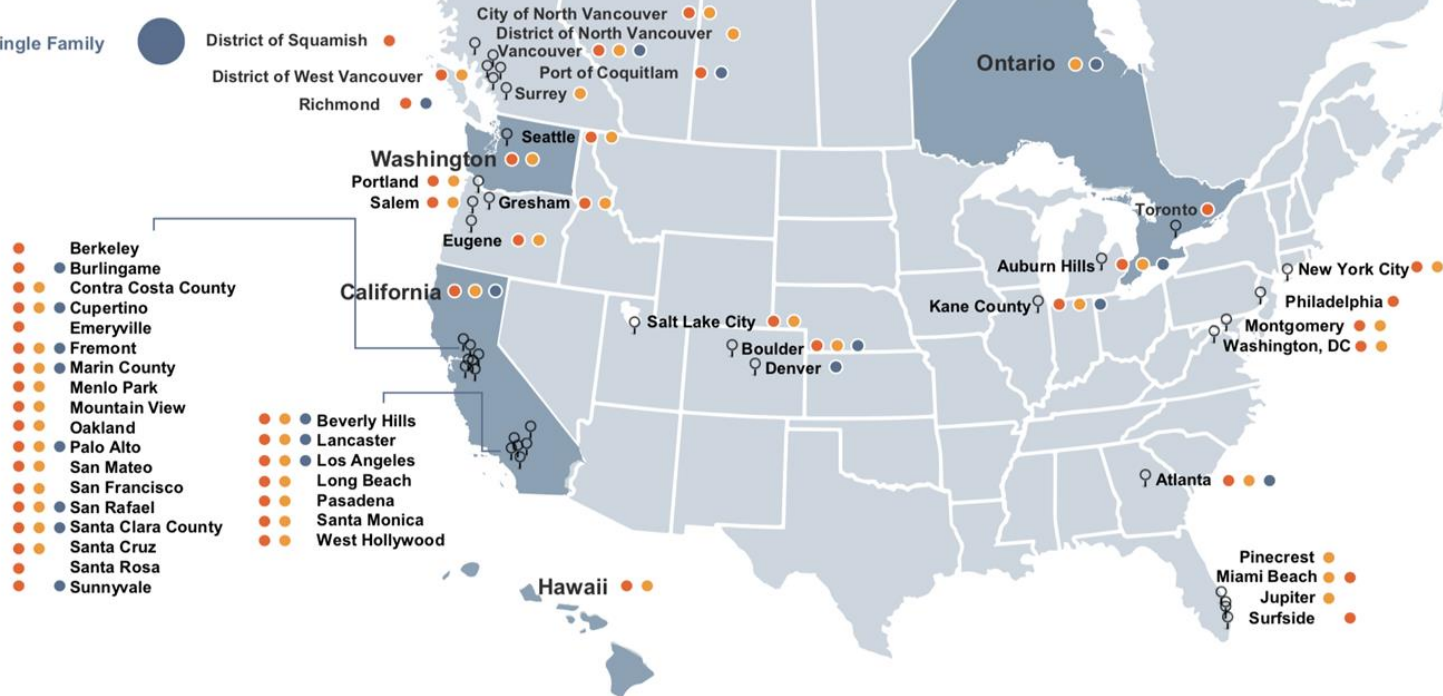 ingle Family
District of Squamish
District of West Vancouver
Richmond
City of North Vancouver
District of North Vancouver
Vancouver
Port of Coquitlam
Surrey
Ontario
Seattle
Washington
Portland
Salem
Gresham
Eugene
Toronto
Auburn Hills
Kane County
New York City
Philadelphia
Montgomery
Washington, DC
California
Salt Lake City
Boulder
Denver
Berkeley
Burlingame
Contra Costa County
Cupertino
Emeryville
Fremont
Marin County
Menlo Park
Mountain View
Oakland
Palo Alto
San Mateo
San Francisco
San Rafael
Santa Clara County
Santa Cruz
Santa Rosa
Sunnyvale
Beverly Hills
Lancaster
Los Angeles
Long Beach
Pasadena
Santa Monica
West Hollywood
Atlanta
Hawaii
Pinecrest
Miami Beach
Jupiter
Surfside